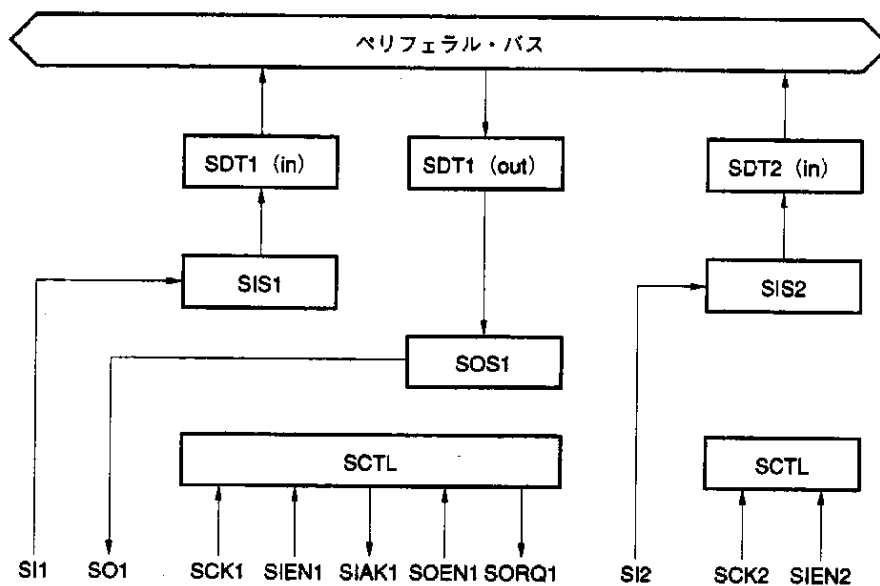 ペリフェラル・バス
SDT1 (in)
SDT1 (out)
SDT2 (in)
SIS1
SIS2
SOS1
SCTL
SCTL
SI1
SO1
SCK1
SIEN1
SIAK1
SOEN1
SORQ1
SI2
SCK2
SIEN2